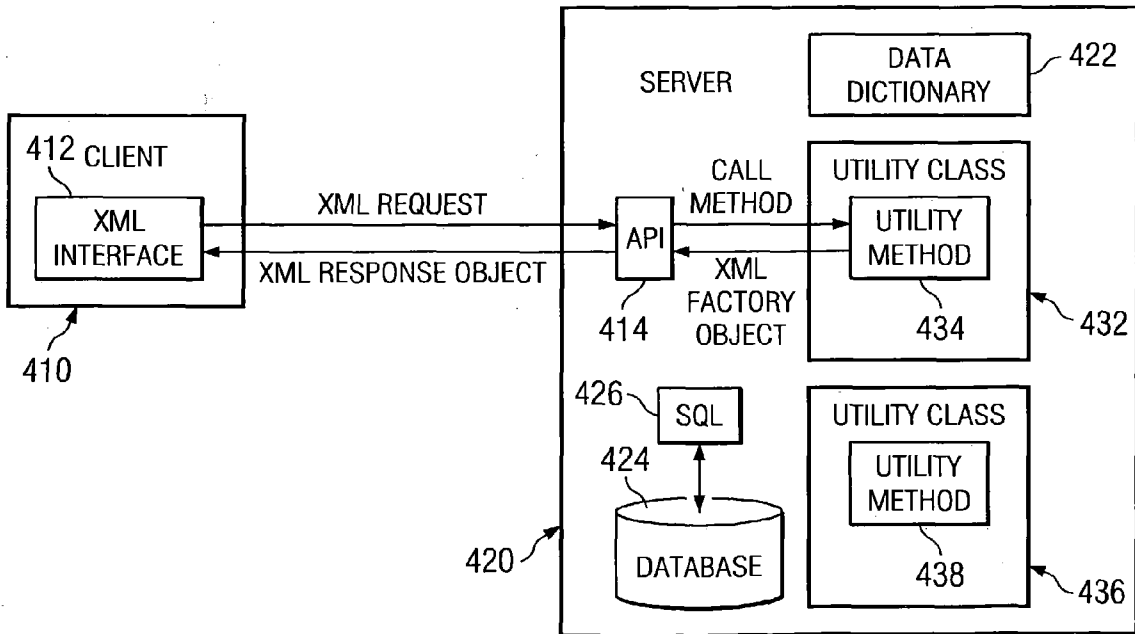 SERVER
DATA
DICTIONARY
422
412
CLIENT
XML
INTERFACE
410
XML REQUEST
XML RESPONSE OBJECT
API
414
CALL
METHOD
XML
FACTORY
OBJECT
UTILITY CLASS
UTILITY
METHOD
434
432
426
SQL
424
DATABASE
420
UTILITY CLASS
UTILITY
METHOD
438
436